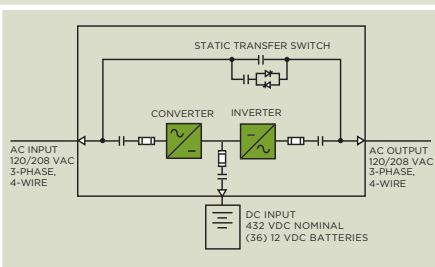 STATIC TRANSFER SWITCH
CONVERTER
INVERTER
AC INPUT
120/208 VAC
3-PHASE,
4-WIRE
AC OUTPUT
120/208 VAC
3-PHASE,
4-WIRE
DC INPUT
432 VDC NOMINAL
(36) 12 VDC BATTERIES